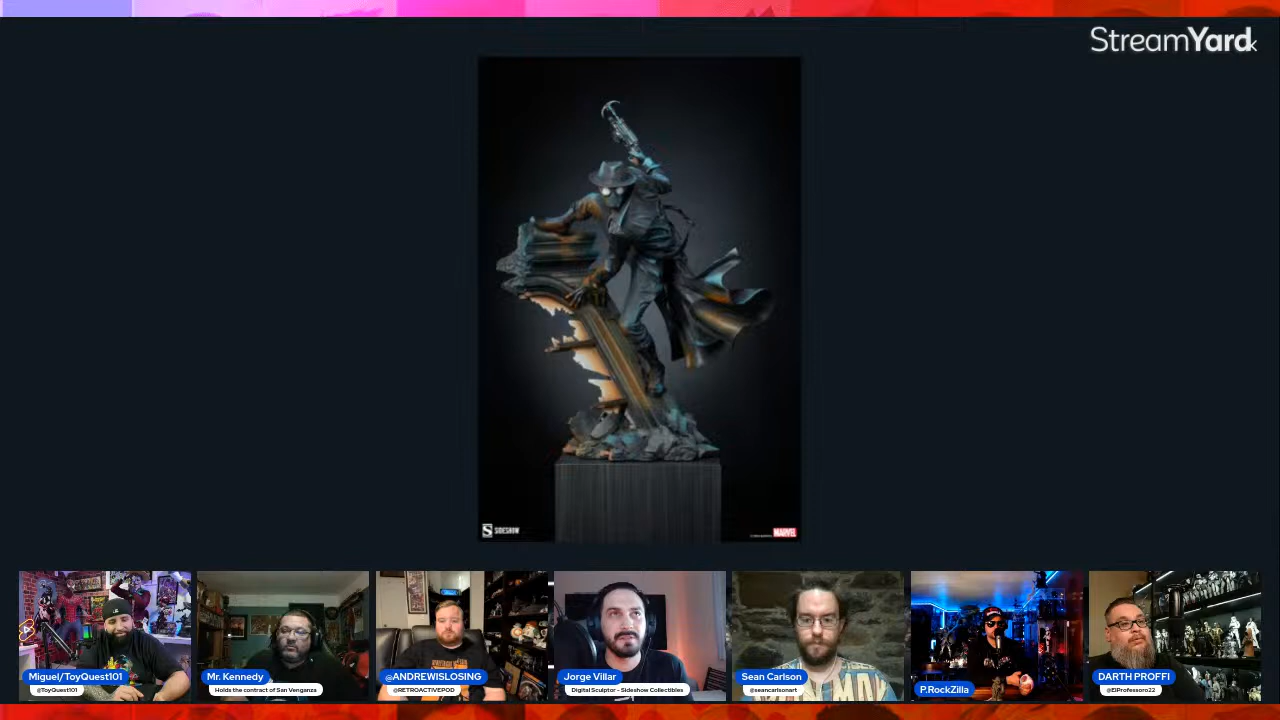 StreamYard
S SIDESHOW
MARVEL
Miguel/ToyQuest101
@ToyQuest101
Mr. Kennedy
Holds the contract of San Venganza
@ANDREWISLOSING
@RETROACTIVEPOD
Jorge Villar
Digital Sculptor - Sideshow Collectibles
Sean Carlson
@seancarlsonart
P.RockZilla
DARTH PROFFI
@ElProfessoro22